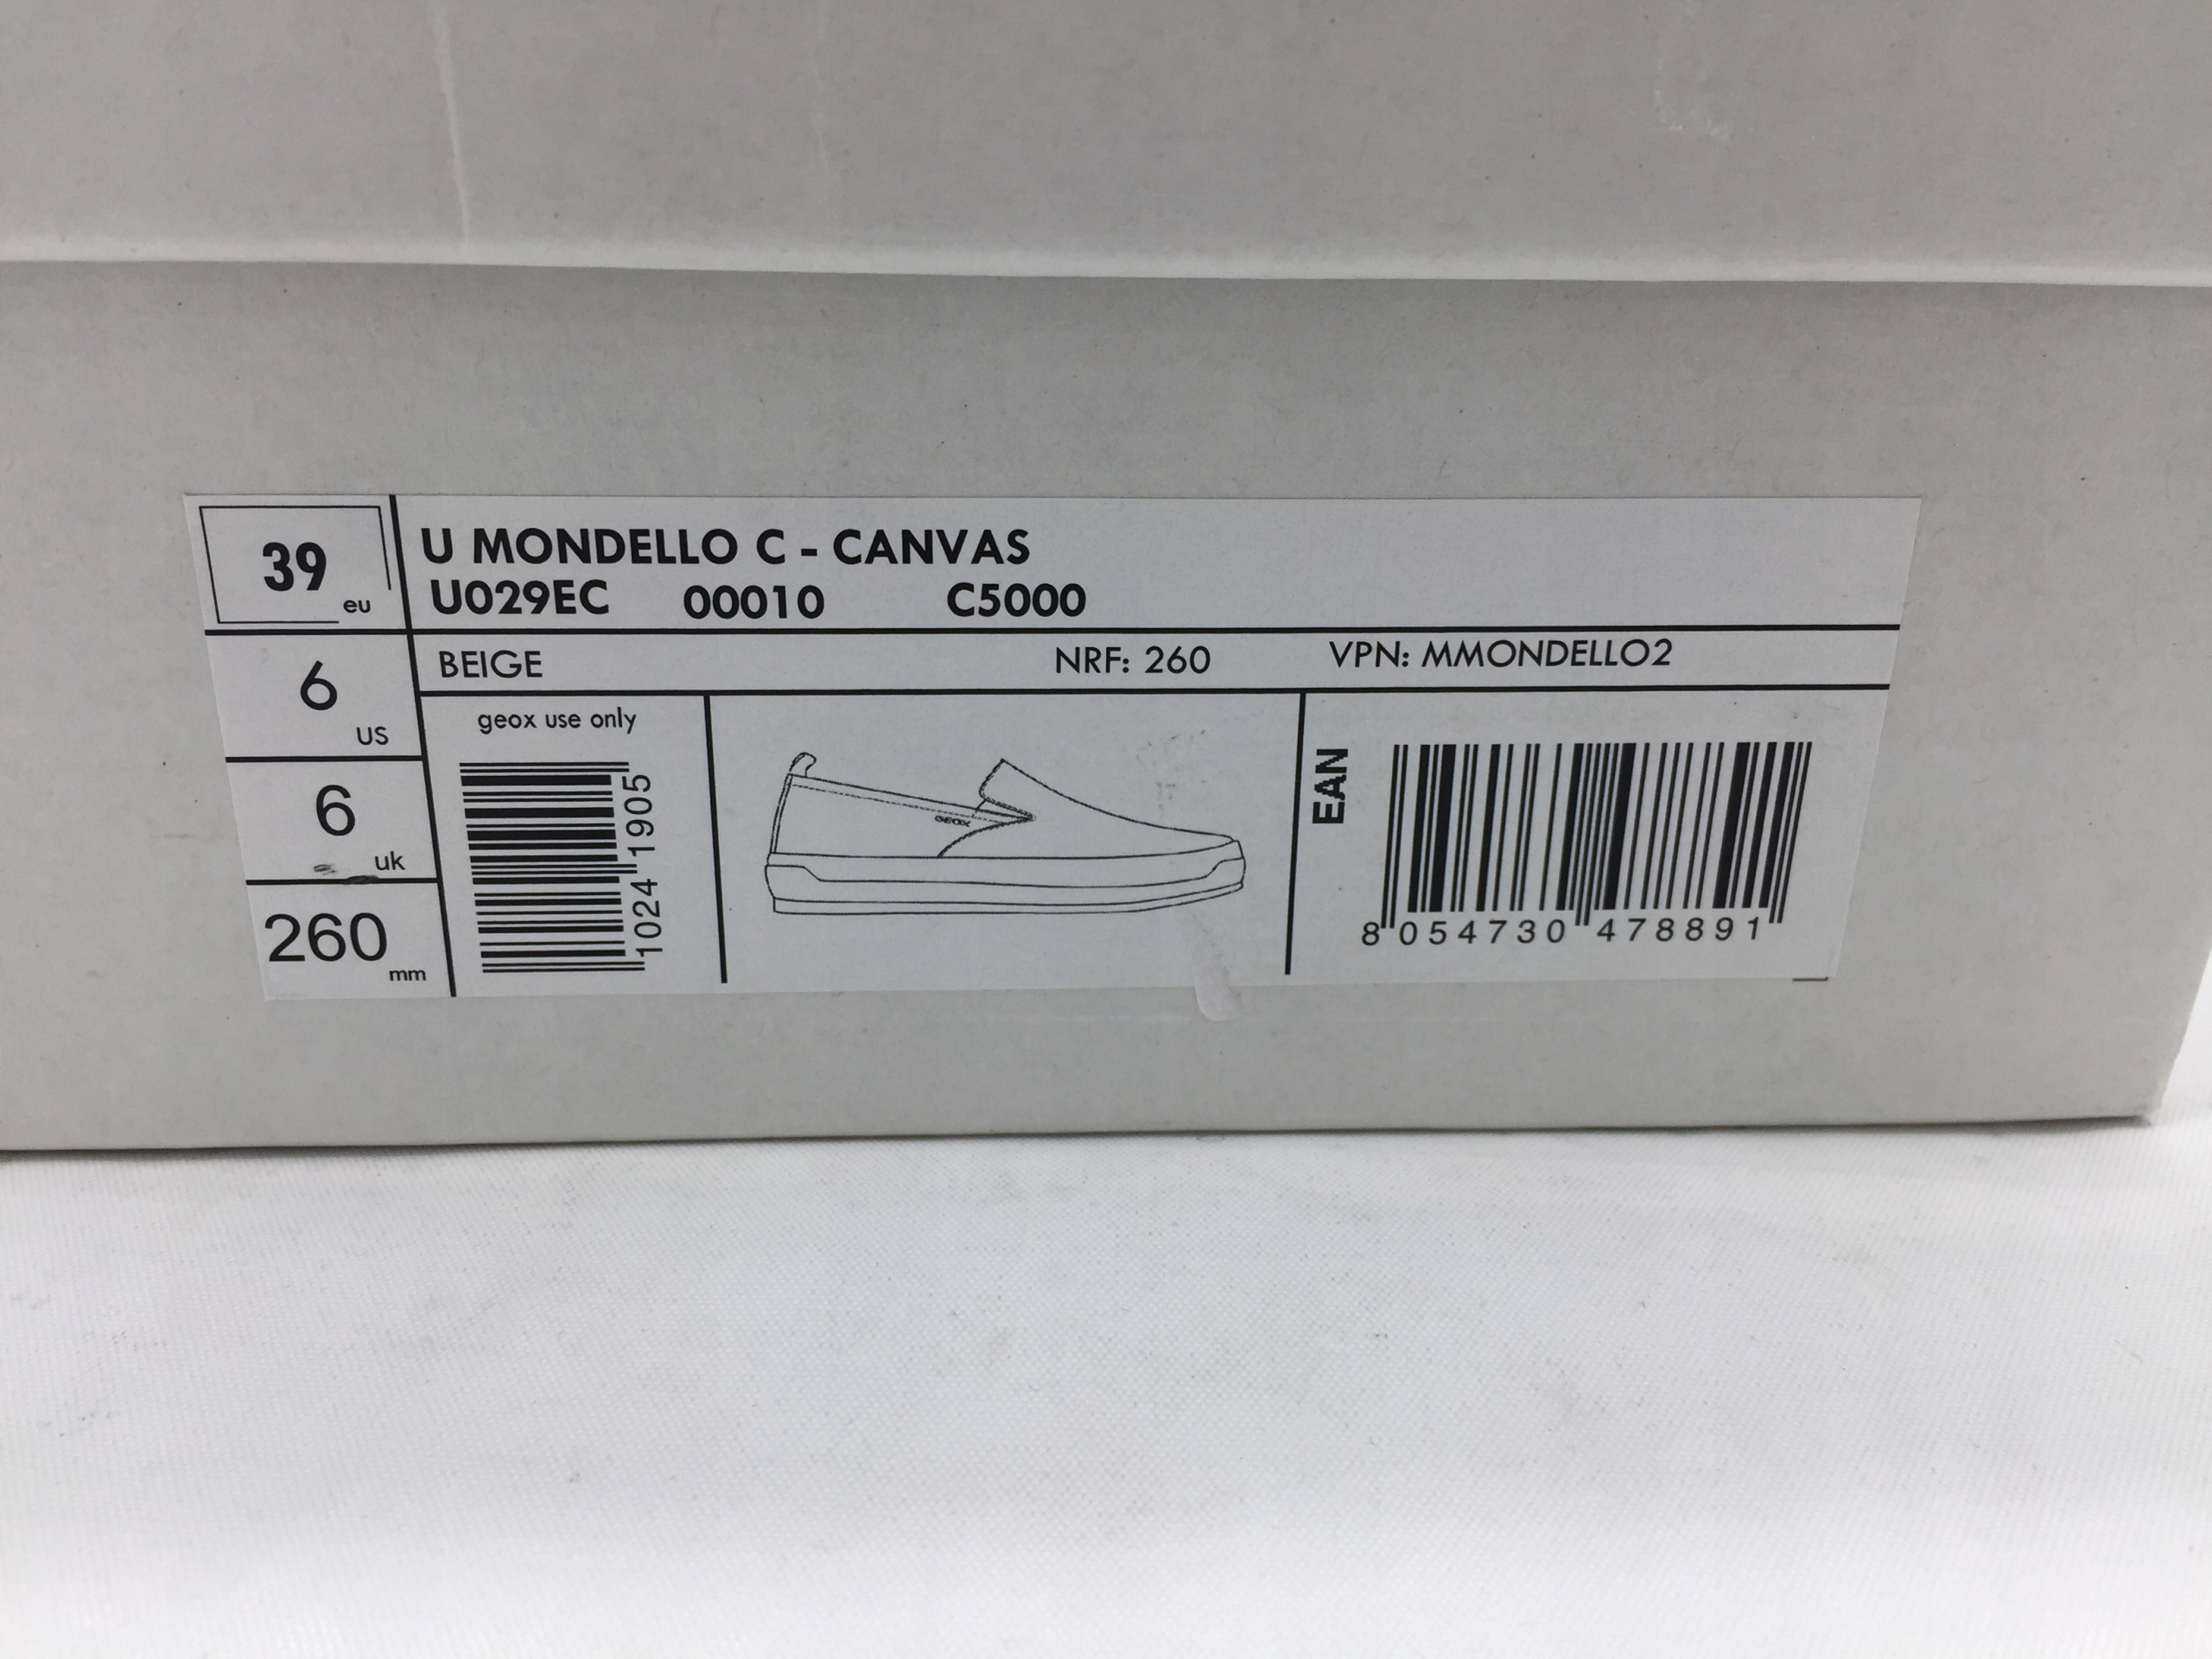 39 eu
U MONDELLO C - CANVAS
U029EC 00010 C5000
6 US
BEIGE NRF: 260 VPN: MMONDELLO2
6 uk
260 mm
geox use only
1024 1905
GEOX
EAN
8 054730 478891